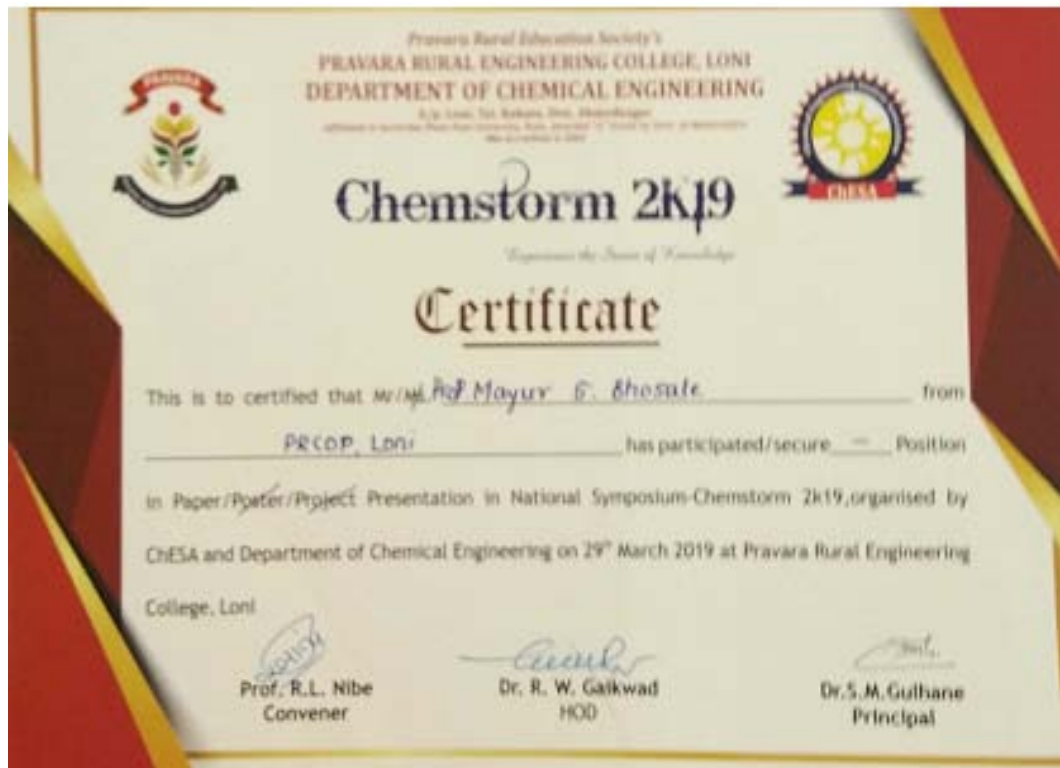 PRAVARA
Pravara Rural Education Society's
PRAVARA RURAL ENGINEERING COLLEGE, LONI
DEPARTMENT OF CHEMICAL ENGINEERING
ChESA
Chemstorm 2k19
Certificate
This is to certified that Mr/Ms. Prof Mayur G. Bhosale from
PRCOP, Loni has participated/secure — Position
in Paper/Poster/Project Presentation in National Symposium-Chemstorm 2k19,organised by
ChESA and Department of Chemical Engineering on 29th March 2019 at Pravara Rural Engineering
College, Loni
Prof. R.L. Nibe
Convener
Dr. R. W. Gaikwad
HOD
Dr.S.M.Gulhane
Principal